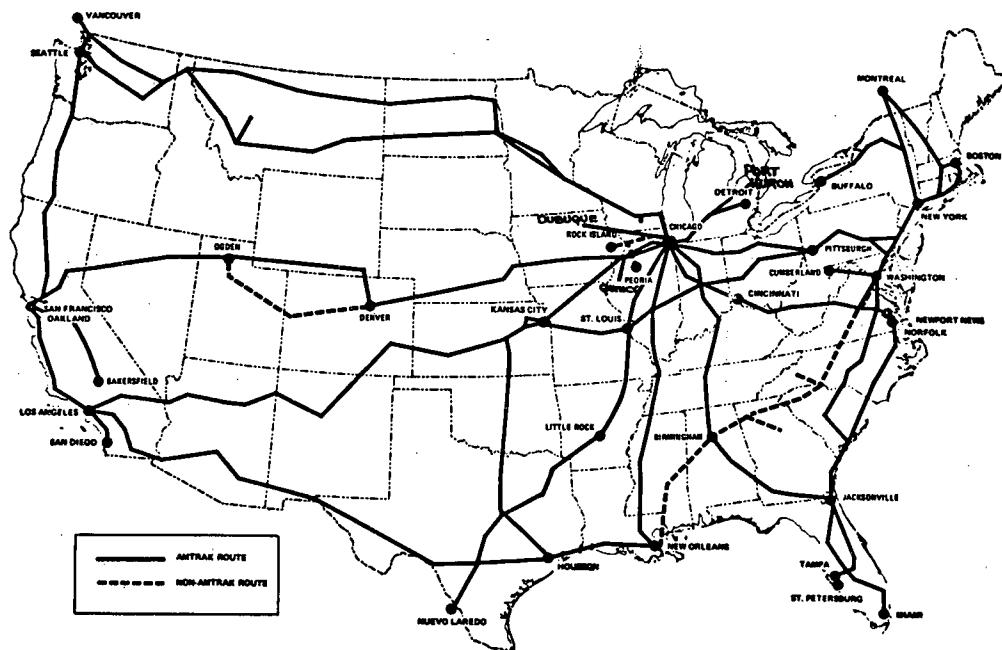 VANCOUVER
SEATTLE
MONTREAL
BOSTON
PORT
HURON
DETROIT
BUFFALO
NEW YORK
DUBUQUE
ROCK ISLAND
CHICAGO
OGDEN
PITTSBURGH
CUMBERLAND
WASHINGTON
PEORIA
CINCINNATI
SAN FRANCISCO
OAKLAND
DENVER
KANSAS CITY
ST. LOUIS
NEWPORT NEWS
NORFOLK
BAKERSFIELD
LOS ANGELES
SAN DIEGO
LITTLE ROCK
BIRMINGHAM
JACKSONVILLE
NEW ORLEANS
HOUSTON
TAMPA
ST. PETERSBURG
MIAMI
NUEVO LAREDO
AMTRAK ROUTE
NON-AMTRAK ROUTE